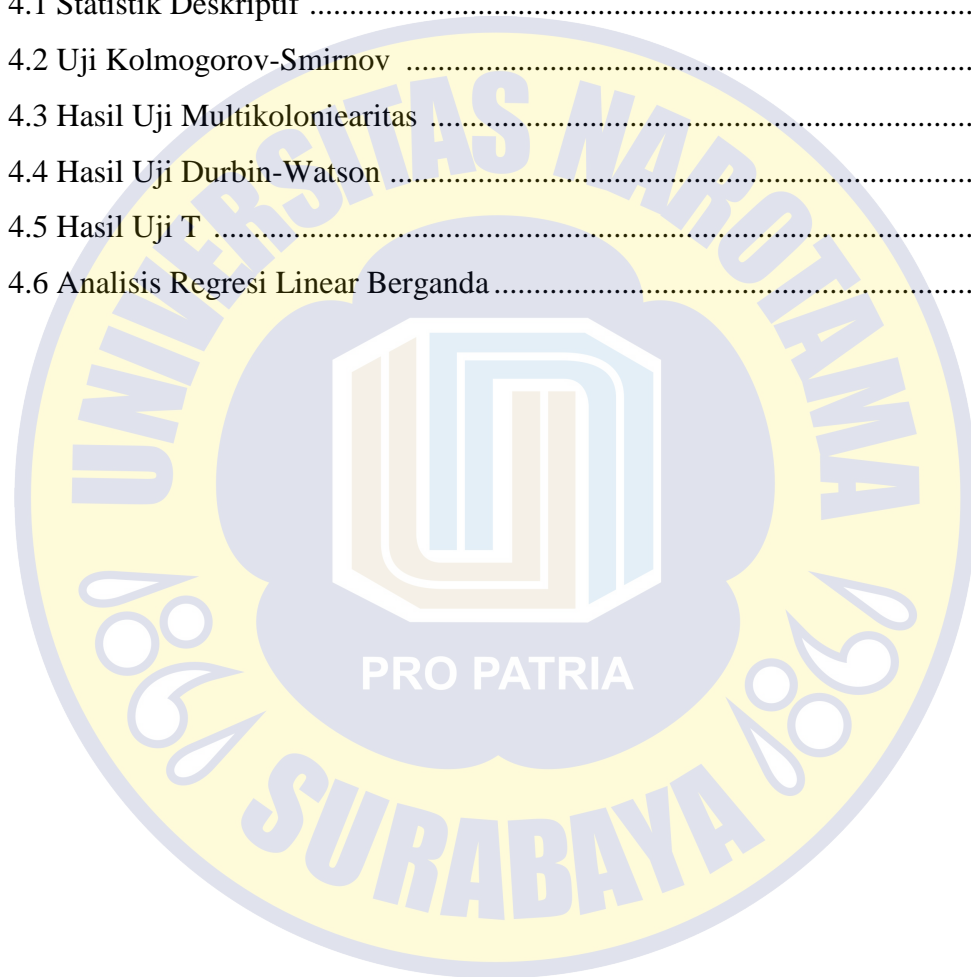 4.1 Statistik Deskriptif ........................................................................................
4.2 Uji Kolmogorov-Smirnov ........................................................................
4.3 Hasil Uji Multikoloniearitas ....................................................................
4.4 Hasil Uji Durbin-Watson ..........................................................................
4.5 Hasil Uji T ................................................................................................
4.6 Analisis Regresi Linear Berganda ............................................................
UNIVERSITAS NAROTAMA
PRO PATRIA
SURABAYA